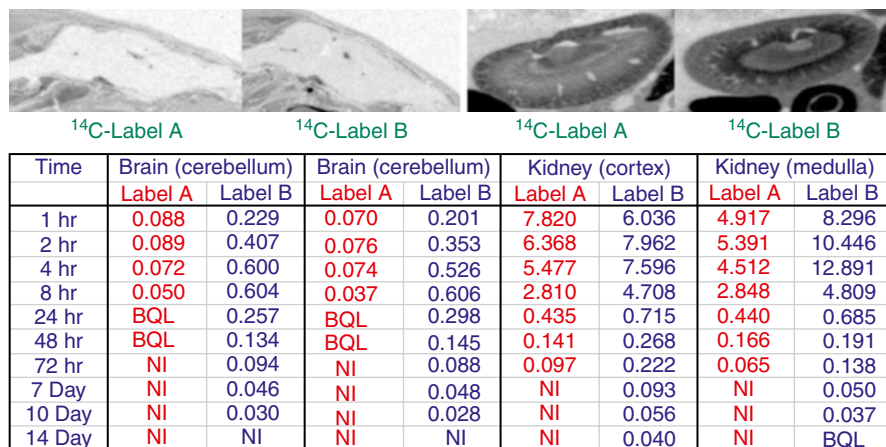 14C-Label A 14C-Label B 14C-Label A 14C-Label B
Time Brain (cerebellum) Brain (cerebellum) Kidney (cortex) Kidney (medulla)
Label A Label B Label A Label B Label A Label B Label A Label B
1 hr 0.088 0.229 0.070 0.201 7.820 6.036 4.917 8.296
2 hr 0.089 0.407 0.076 0.353 6.368 7.962 5.391 10.446
4 hr 0.072 0.600 0.074 0.526 5.477 7.596 4.512 12.891
8 hr 0.050 0.604 0.037 0.606 2.810 4.708 2.848 4.809
24 hr BQL 0.257 BQL 0.298 0.435 0.715 0.440 0.685
48 hr BQL 0.134 BQL 0.145 0.141 0.268 0.166 0.191
72 hr NI 0.094 NI 0.088 0.097 0.222 0.065 0.138
7 Day NI 0.046 NI 0.048 NI 0.093 NI 0.050
10 Day NI 0.030 NI 0.028 NI 0.056 NI 0.037
14 Day NI NI NI NI NI 0.040 NI BQL